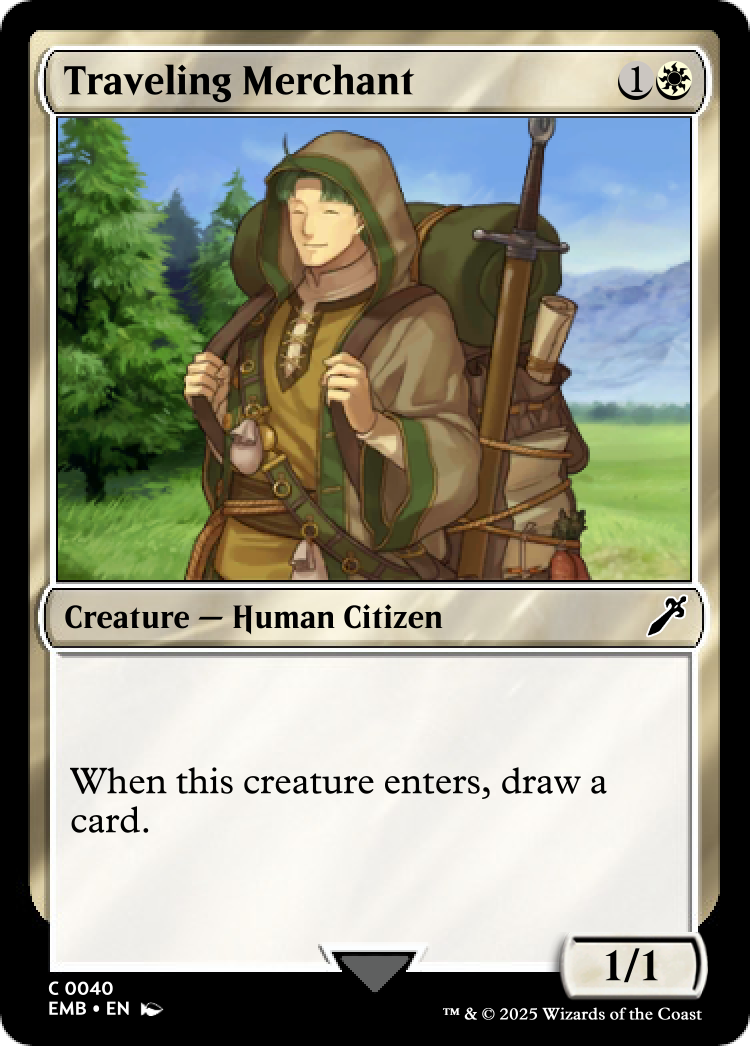 Traveling Merchant 1
Creature — Human Citizen
When this creature enters, draw a
card.
1/1
C 0040
EMB • EN
™ & © 2025 Wizards of the Coast